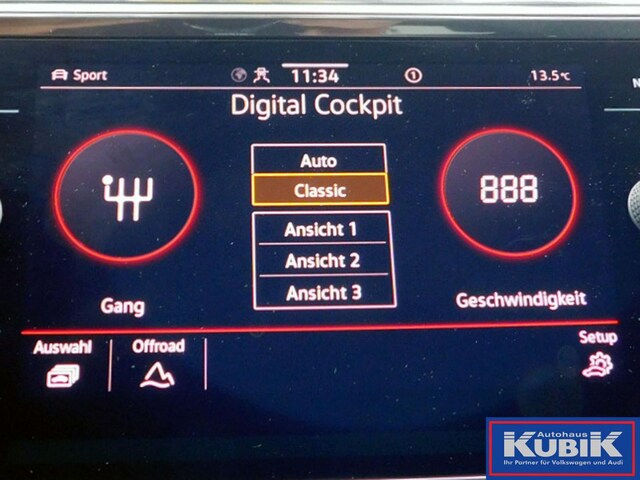 Sport 11:34 1 13.5°C
Digital Cockpit
Auto
Classic
888
Ansicht 1
Ansicht 2
Ansicht 3
Gang
Geschwindigkeit
Auswahl
Offroad
Setup
Autohaus
KUBIK
Ihr Partner für Volkswagen und Audi